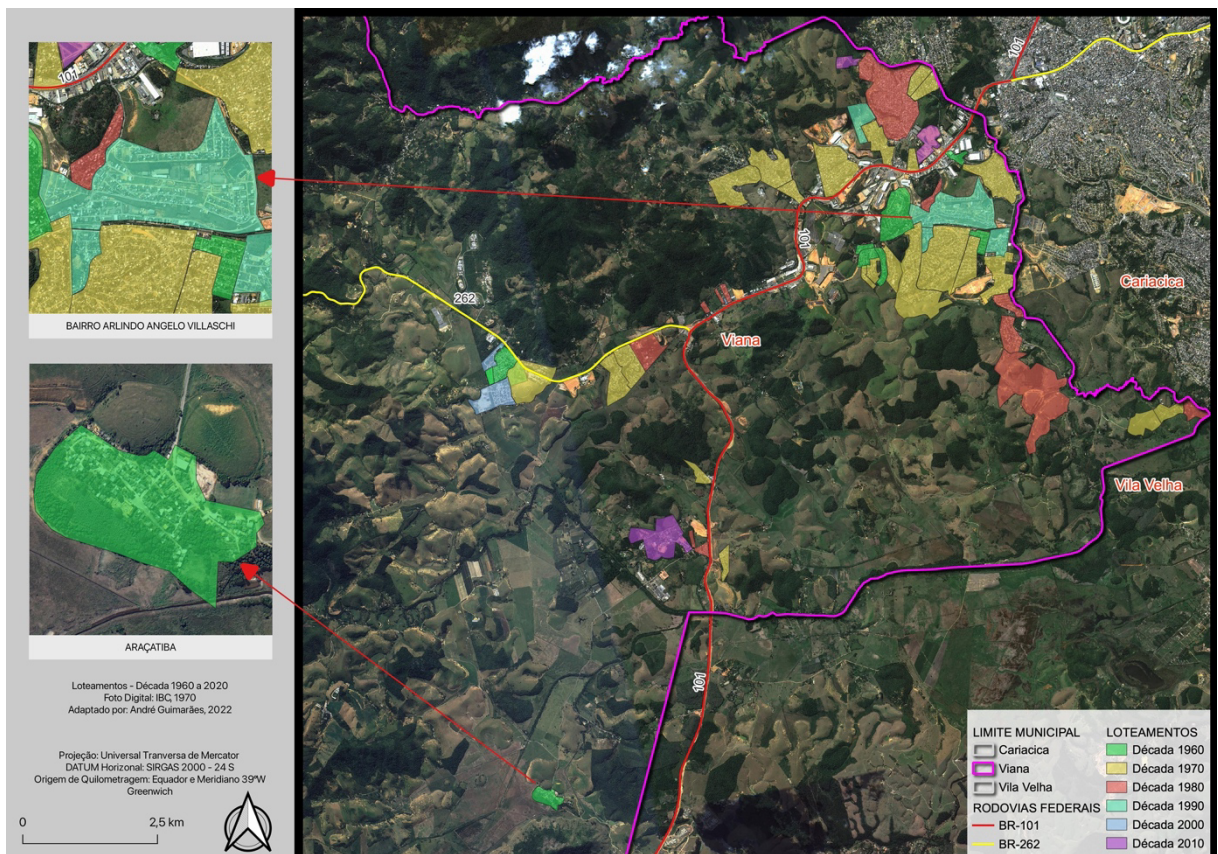 101
BAIRRO ARLINDO ANGELO VILLASCHI
ARAÇATIBA
Loteamentos - Década 1960 a 2020
Foto Digital: IBC, 1970
Adaptado por: André Guimarães, 2022
Projeção: Universal Tranversa de Mercator
DATUM Horizonal: SIRGAS 2000 - 24 S
Origem de Quilometragem: Equador e Meridiano 39ºW
Greenwich
0 2,5 km
101
101
262
Cariacica
Viana
Vila Velha
101
LIMITE MUNICIPAL
Cariacica
Viana
Vila Velha
RODOVIAS FEDERAIS
BR-101
BR-262
LOTEAMENTOS
Década 1960
Década 1970
Década 1980
Década 1990
Década 2000
Década 2010